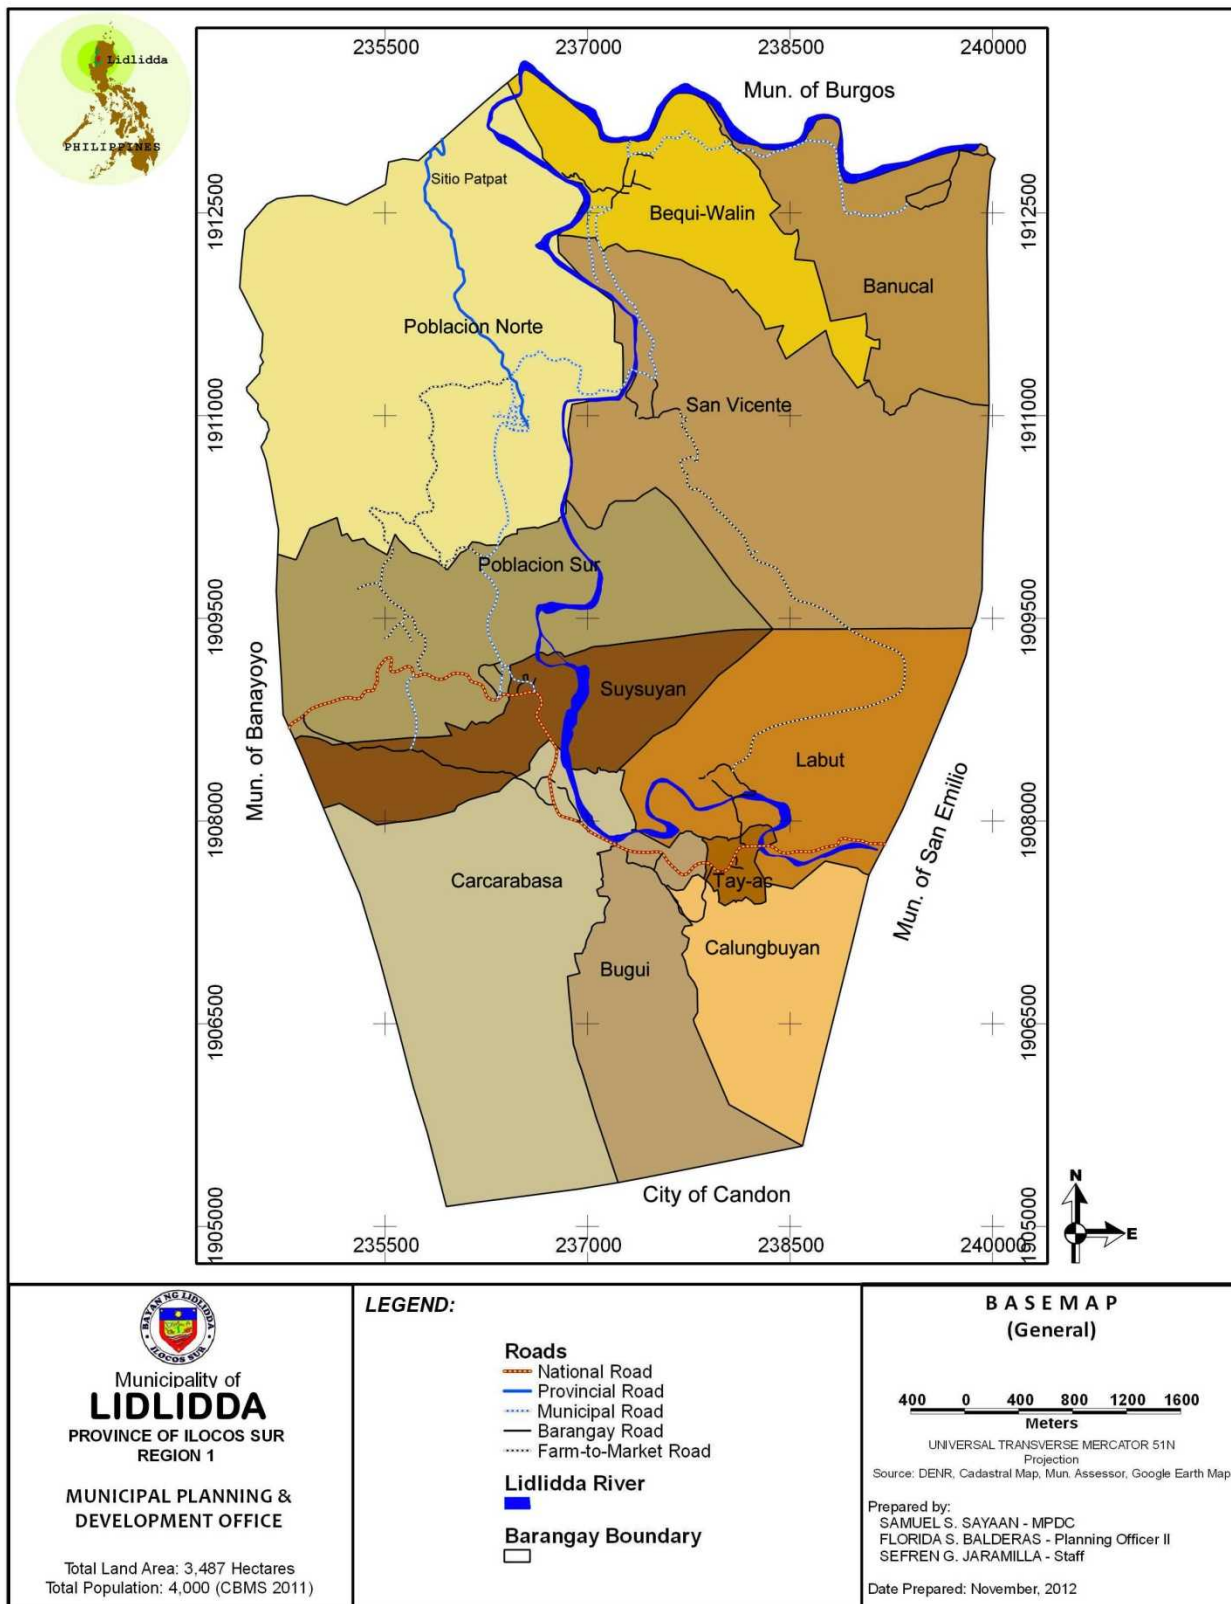 Lidlidda
PHILIPPINES
235500
237000
238500
240000
Mun. of Burgos
Sitio Patpat
1912500
1912500
Bequi-Walin
Banucal
Poblacion Norte
1911000
1911000
San Vicente
Poblacion Sur
1909500
1909500
Mun. of Banayoyo
Suysuyan
Labut
1908000
1908000
Mun. of San Emilio
Carcarabasa
Tay-ac
Calungbuyan
Bugui
1906500
1906500
City of Candon
1905000
1905000
235500
237000
238500
240000
N
E
BAYAN NG LIDLIDDA
ILOCOS SUR
Municipality of
LIDLIDDA
PROVINCE OF ILOCOS SUR
REGION 1
MUNICIPAL PLANNING &
DEVELOPMENT OFFICE
Total Land Area: 3,487 Hectares
Total Population: 4,000 (CBMS 2011)
LEGEND:
Roads
National Road
Provincial Road
Municipal Road
Barangay Road
Farm-to-Market Road
Lidlidda River
Barangay Boundary
BASEMAP
(General)
400 0 400 800 1200 1600
Meters
UNIVERSAL TRANSVERSE MERCATOR 51N
Projection
Source: DENR, Cadastral Map, Mun. Assessor, Google Earth Map
Prepared by:
SAMUEL S. SAYAAN - MPDC
FLORIDA S. BALDERAS - Planning Officer II
SEFREN G. JARAMILLA - Staff
Date Prepared: November, 2012